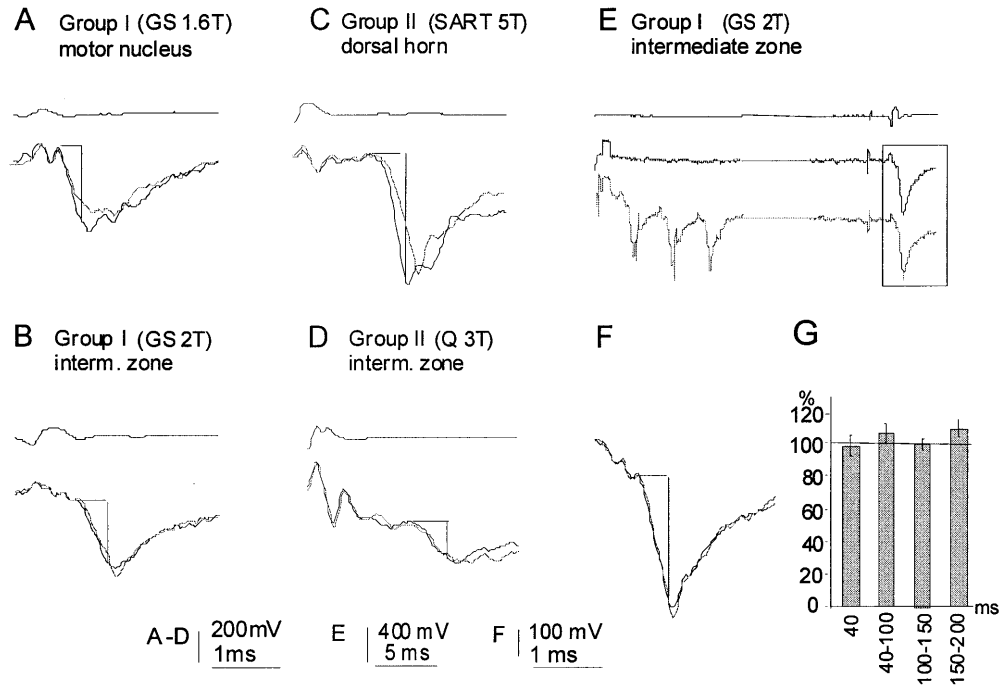 A Group I (GS 1.6T)
motor nucleus
C Group II (SART 5T)
dorsal horn
E Group I (GS 2T)
intermediate zone
B Group I (GS 2T)
interm. zone
D Group II (Q 3T)
interm. zone
F
G
%
120
100
80
60
40
20
0
ms
40
40-100
100-150
150-200
A-D 200mV
1ms
E 400 mV
5 ms
F 100 mV
1 ms